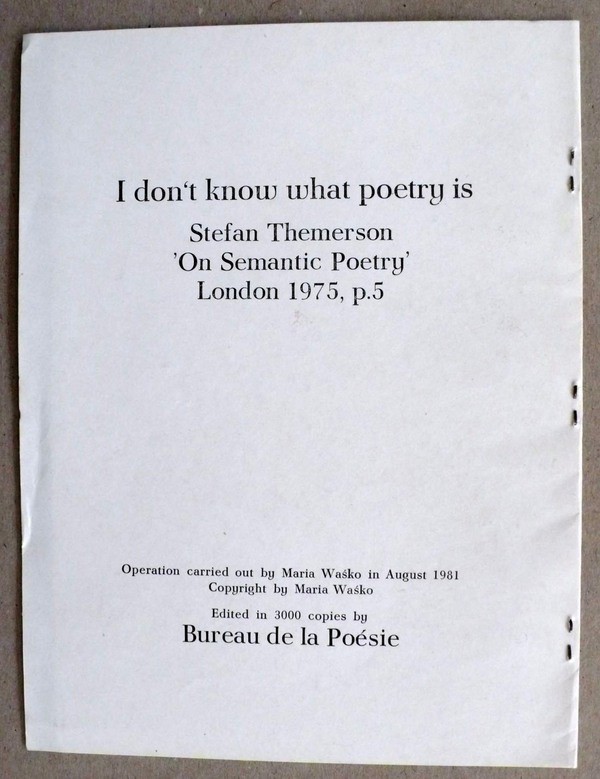 I don‘t know what poetry is
Stefan Themerson
'On Semantic Poetry'
London 1975, p.5
Operation carried out by Maria Waśko in August 1981
Copyright by Maria Waśko
Edited in 3000 copies by
Bureau de la Poésie